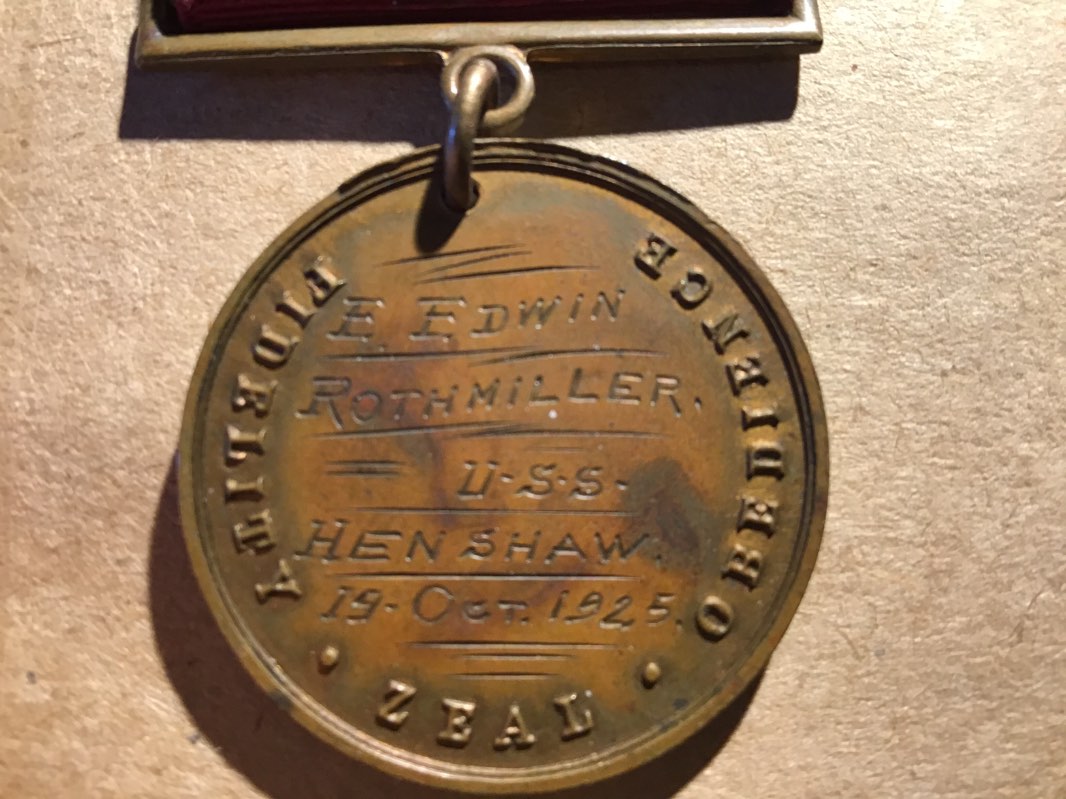 FIDELITY
ZEAL
OBEDIENCE
E. EDWIN
ROTHMILLER.
U·S·S·
HENSHAW.
19· OCT. 1925.